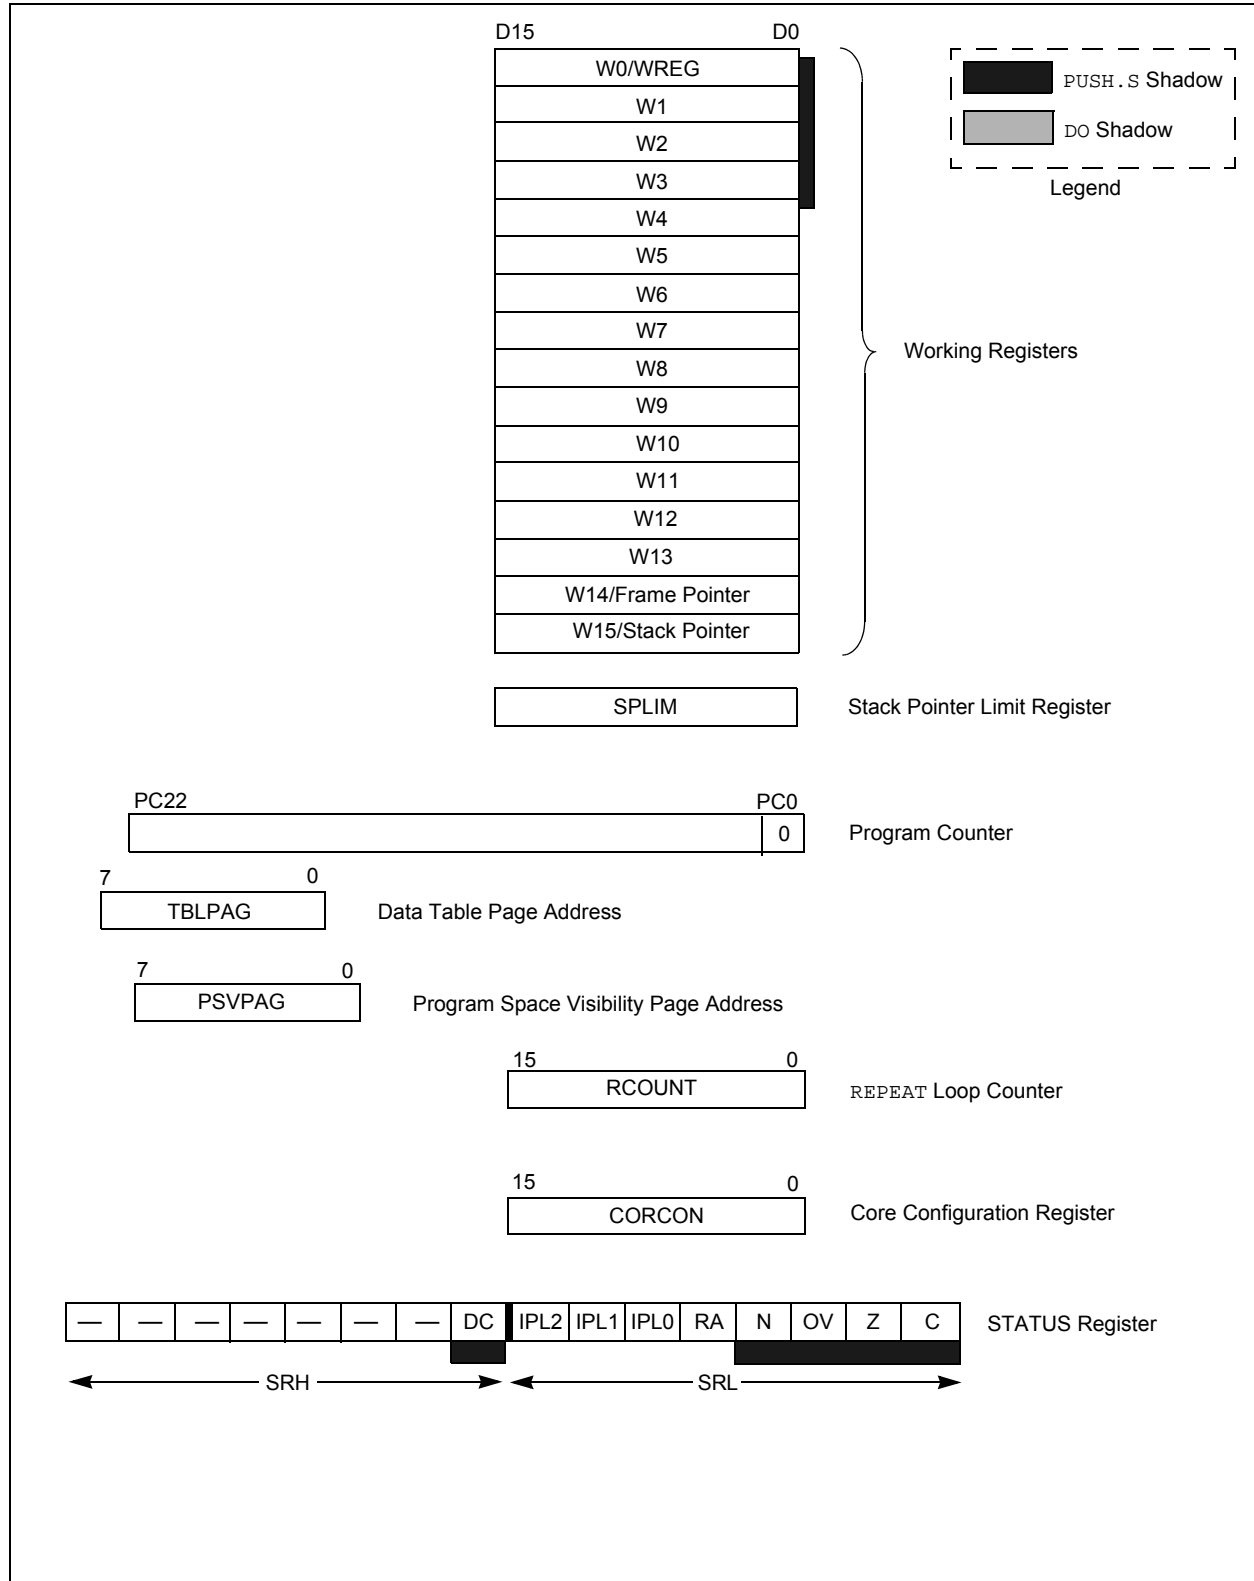 D15 D0
W0/WREG
W1
W2
W3
W4
W5
W6
W7
W8
W9
W10
W11
W12
W13
W14/Frame Pointer
W15/Stack Pointer
PUSH.S Shadow
DO Shadow
Legend
Working Registers
SPLIM Stack Pointer Limit Register
PC22 PC0
0 Program Counter
7 0
TBLPAG Data Table Page Address
7 0
PSVPAG Program Space Visibility Page Address
15 0
RCOUNT REPEAT Loop Counter
15 0
CORCON Core Configuration Register
— — — — — — — DC IPL2 IPL1 IPL0 RA N OV Z C STATUS Register
SRH SRL